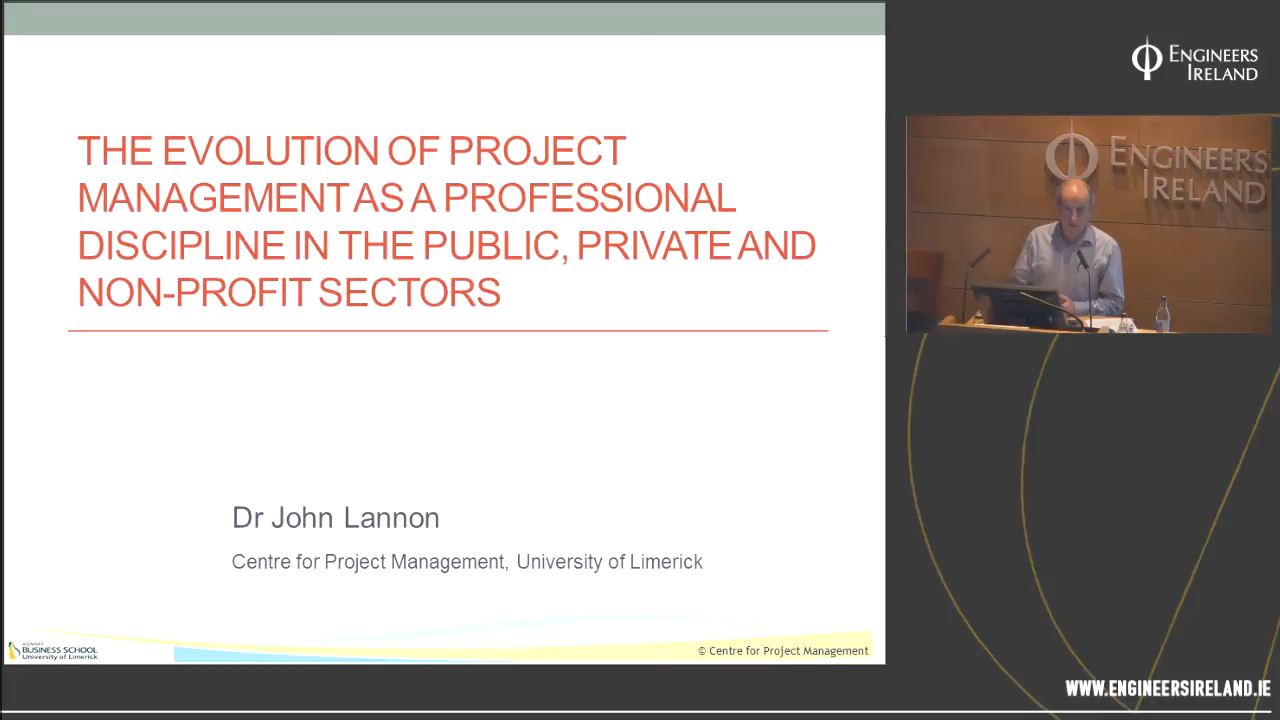 THE EVOLUTION OF PROJECT
MANAGEMENT AS A PROFESSIONAL
DISCIPLINE IN THE PUBLIC, PRIVATE AND
NON-PROFIT SECTORS
Dr John Lannon
Centre for Project Management, University of Limerick
KEMMY
BUSINESS SCHOOL
University of Limerick
© Centre for Project Management
ENGINEERS
IRELAND
ENGINEERS
IRELAND
WWW.ENGINEERSIRELAND.IE